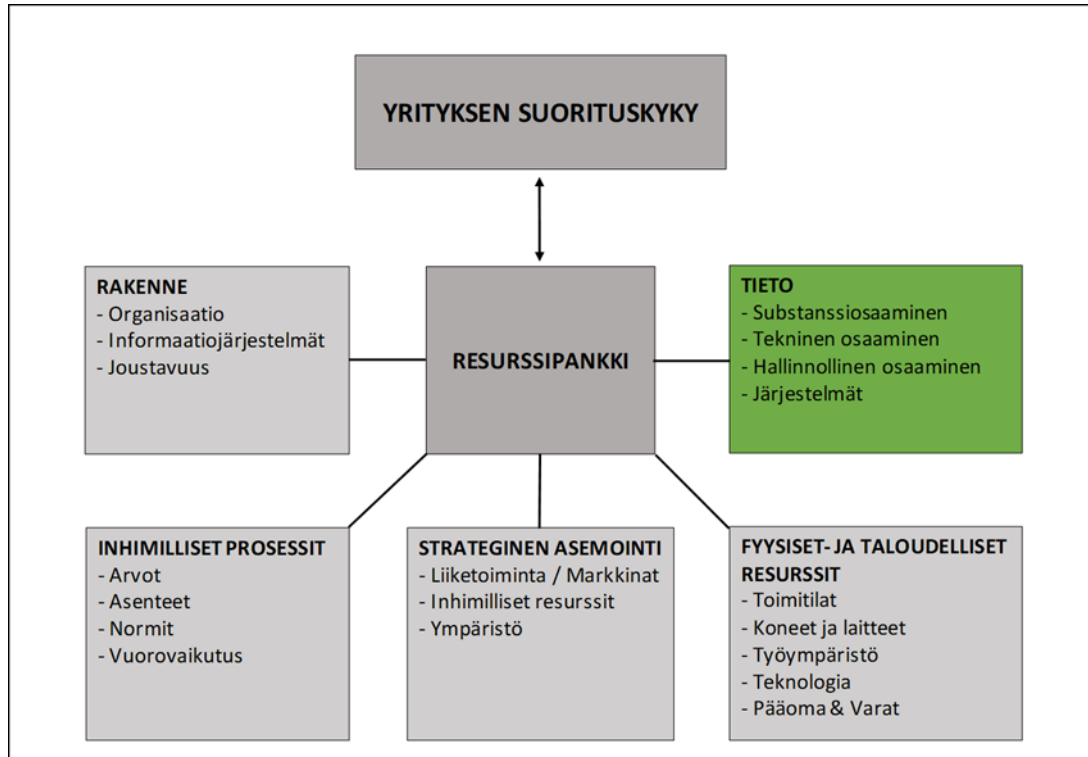 YRITYKSEN SUORITUSKYKY
RAKENNE
- Organisaatio
- Informaatiojärjestelmät
- Joustavuus
RESURSSIPANKKI
TIETO
- Substanssiosaaminen
- Tekninen osaaminen
- Hallinnollinen osaaminen
- Järjestelmät
INHIMILLISET PROSESSIT
- Arvot
- Asenteet
- Normit
- Vuorovaikutus
STRATEGINEN ASEMOINTI
- Liiketoiminta / Markkinat
- Inhimilliset resurssit
- Ympäristö
FYYSISET- JA TALOUDELLISET
RESURSSIT
- Toimitilat
- Koneet ja laitteet
- Työympäristö
- Teknologia
- Pääoma & Varat